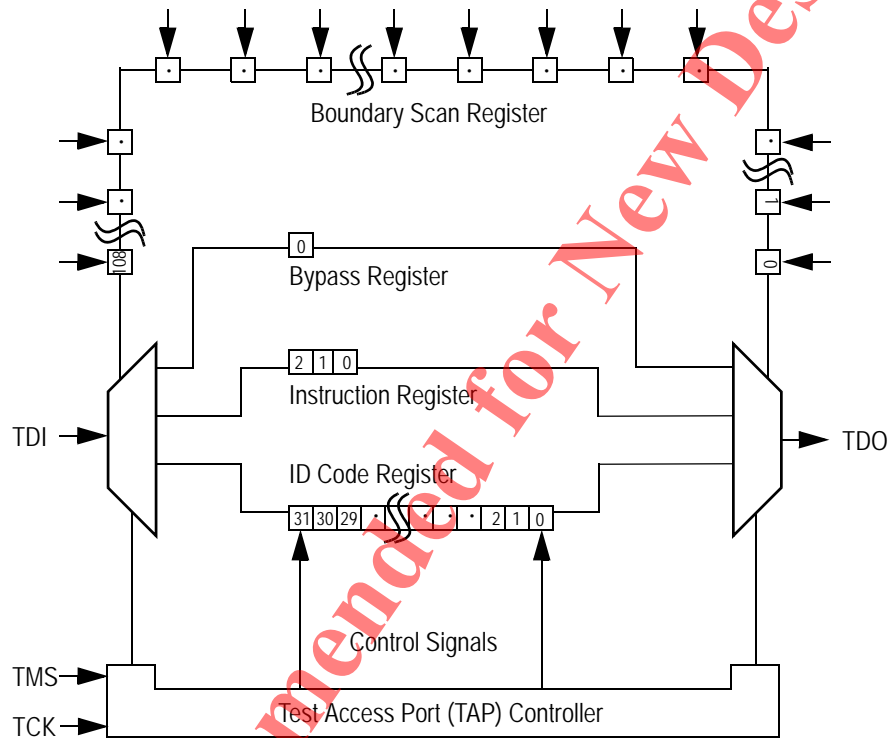 Boundary Scan Register
108
1
0
0
Bypass Register
2 1 0
Instruction Register
TDI
TDO
ID Code Register
31 30 29 · · · · 2 1 0
Control Signals
TMS
Test Access Port (TAP) Controller
TCK
mended for New Des